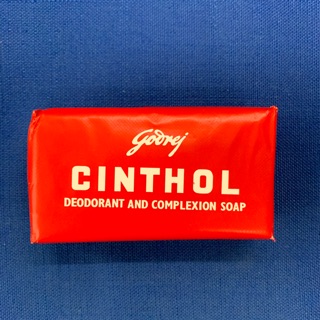 Godrej
CINTHOL
DEODORANT AND COMPLEXION SOAP